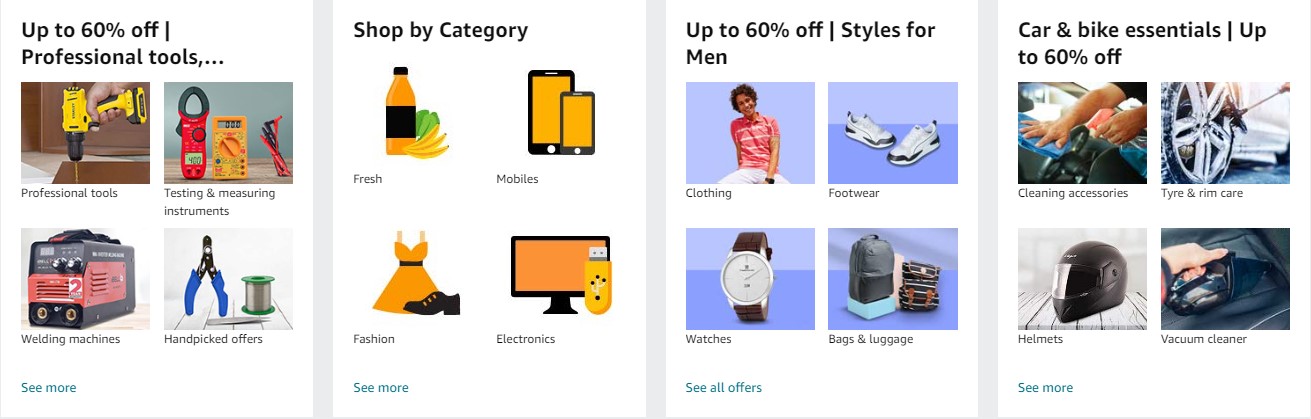 Up to 60% off |
Professional tools,...
Professional tools
Testing & measuring
instruments
Welding machines
Handpicked offers
See more
Shop by Category
Fresh
Mobiles
Fashion
Electronics
See more
Up to 60% off | Styles for
Men
Clothing
Footwear
Watches
Bags & luggage
See all offers
Car & bike essentials | Up
to 60% off
Cleaning accessories
Tyre & rim care
Helmets
Vacuum cleaner
See more